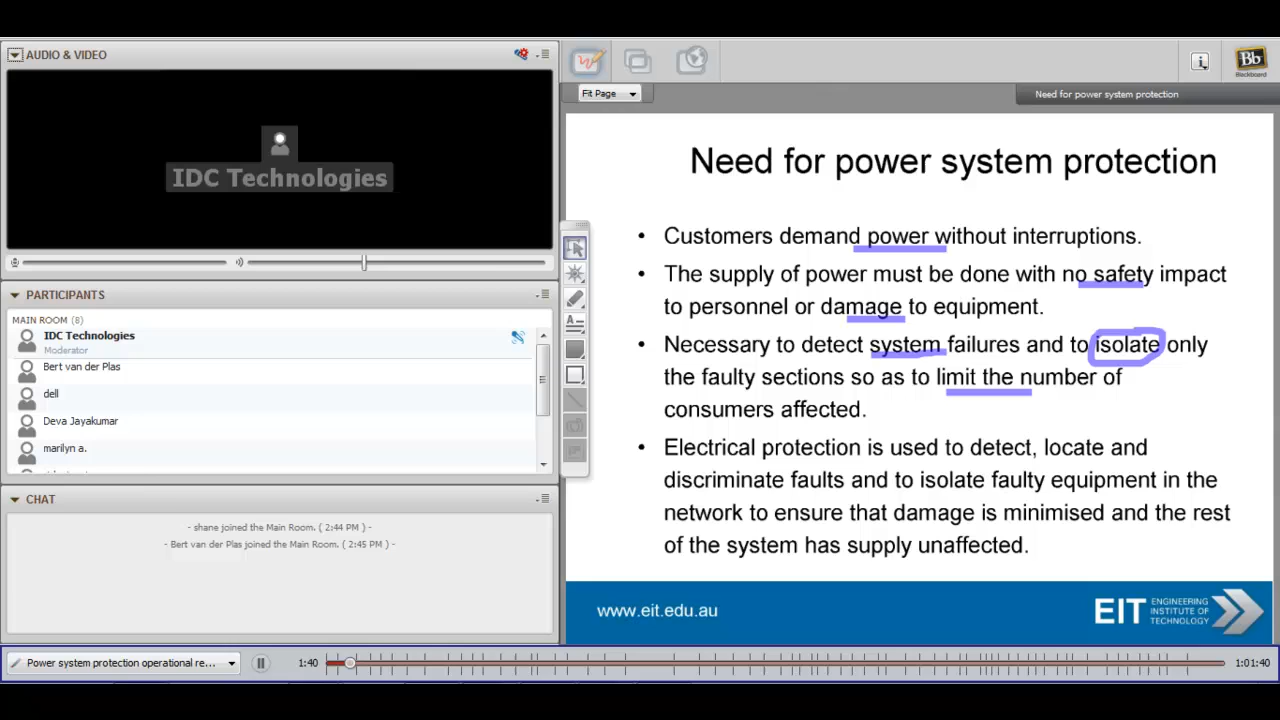 AUDIO & VIDEO
IDC Technologies
PARTICIPANTS
MAIN ROOM (8)
IDC Technologies
Moderator
Bert van der Plas
dell
Deva Jayakumar
marilyn a.
CHAT
- shane joined the Main Room. ( 2:44 PM ) -
- Bert van der Plas joined the Main Room. ( 2:45 PM ) -
i
Bb
Blackboard
Fit Page
Need for power system protection
Need for power system protection
• Customers demand power without interruptions.
• The supply of power must be done with no safety impact
to personnel or damage to equipment.
• Necessary to detect system failures and to isolate only
the faulty sections so as to limit the number of
consumers affected.
• Electrical protection is used to detect, locate and
discriminate faults and to isolate faulty equipment in the
network to ensure that damage is minimised and the rest
of the system has supply unaffected.
www.eit.edu.au
EIT ENGINEERING
INSTITUTE OF
TECHNOLOGY
Power system protection operational re...
1:40
1:01:40